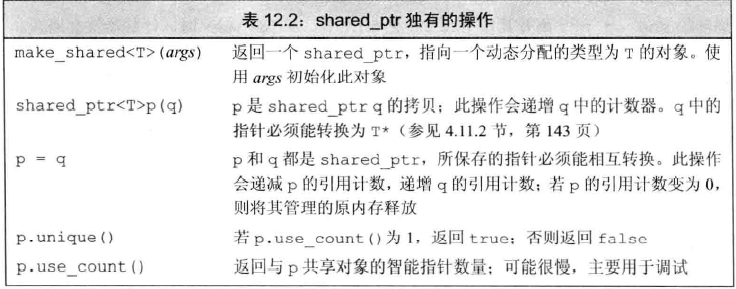 表 12.2：shared_ptr 独有的操作
make_shared<T>(args) 返回一个 shared_ptr，指向一个动态分配的类型为 T 的对象。使
用 args 初始化此对象
shared_ptr<T>p(q) p 是 shared_ptr q 的拷贝；此操作会递增 q 中的计数器。q 中的
指针必须能转换为 T*（参见 4.11.2 节，第 143 页）
p = q p 和 q 都是 shared_ptr，所保存的指针必须能相互转换。此操作
会递减 p 的引用计数，递增 q 的引用计数；若 p 的引用计数变为 0，
则将其管理的原内存释放
p.unique() 若 p.use_count() 为 1，返回 true；否则返回 false
p.use_count() 返回与 p 共享对象的智能指针数量；可能很慢，主要用于调试